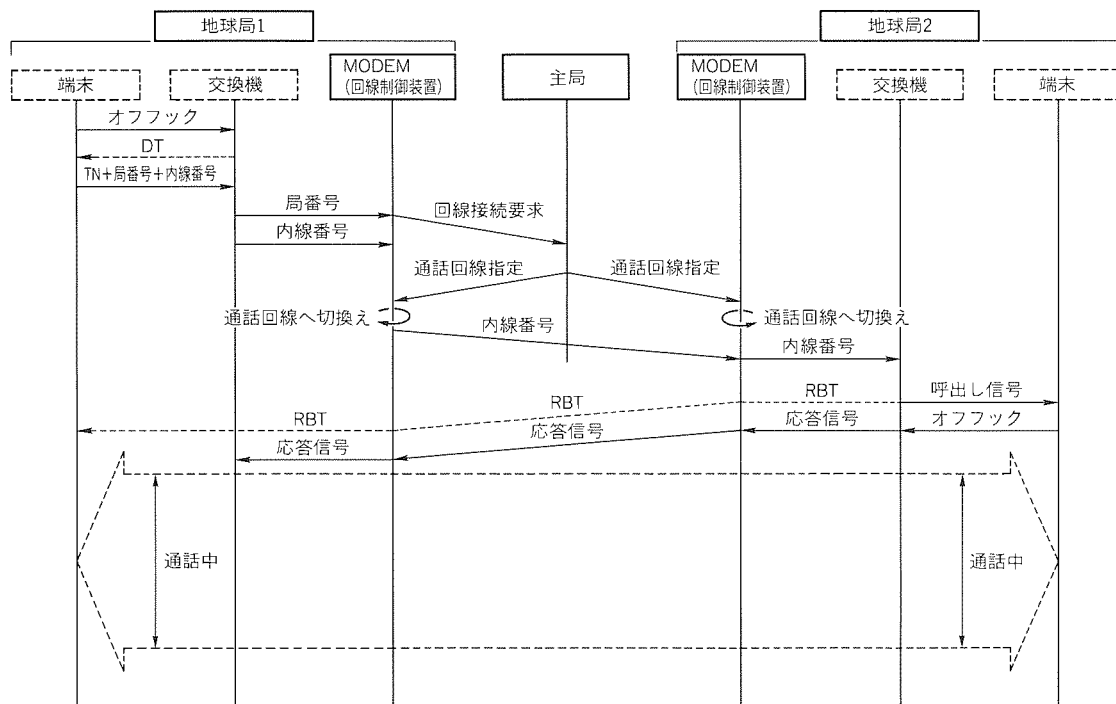 地球局1
地球局2
端末
交換機
MODEM
(回線制御装置)
主局
MODEM
(回線制御装置)
交換機
端末
オフフック
DT
TN+局番号+内線番号
局番号
回線接続要求
内線番号
通話回線指定
通話回線指定
通話回線へ切換え
内線番号
通話回線へ切換え
内線番号
RBT
RBT
RBT
呼出し信号
応答信号
応答信号
応答信号
オフフック
通話中
通話中